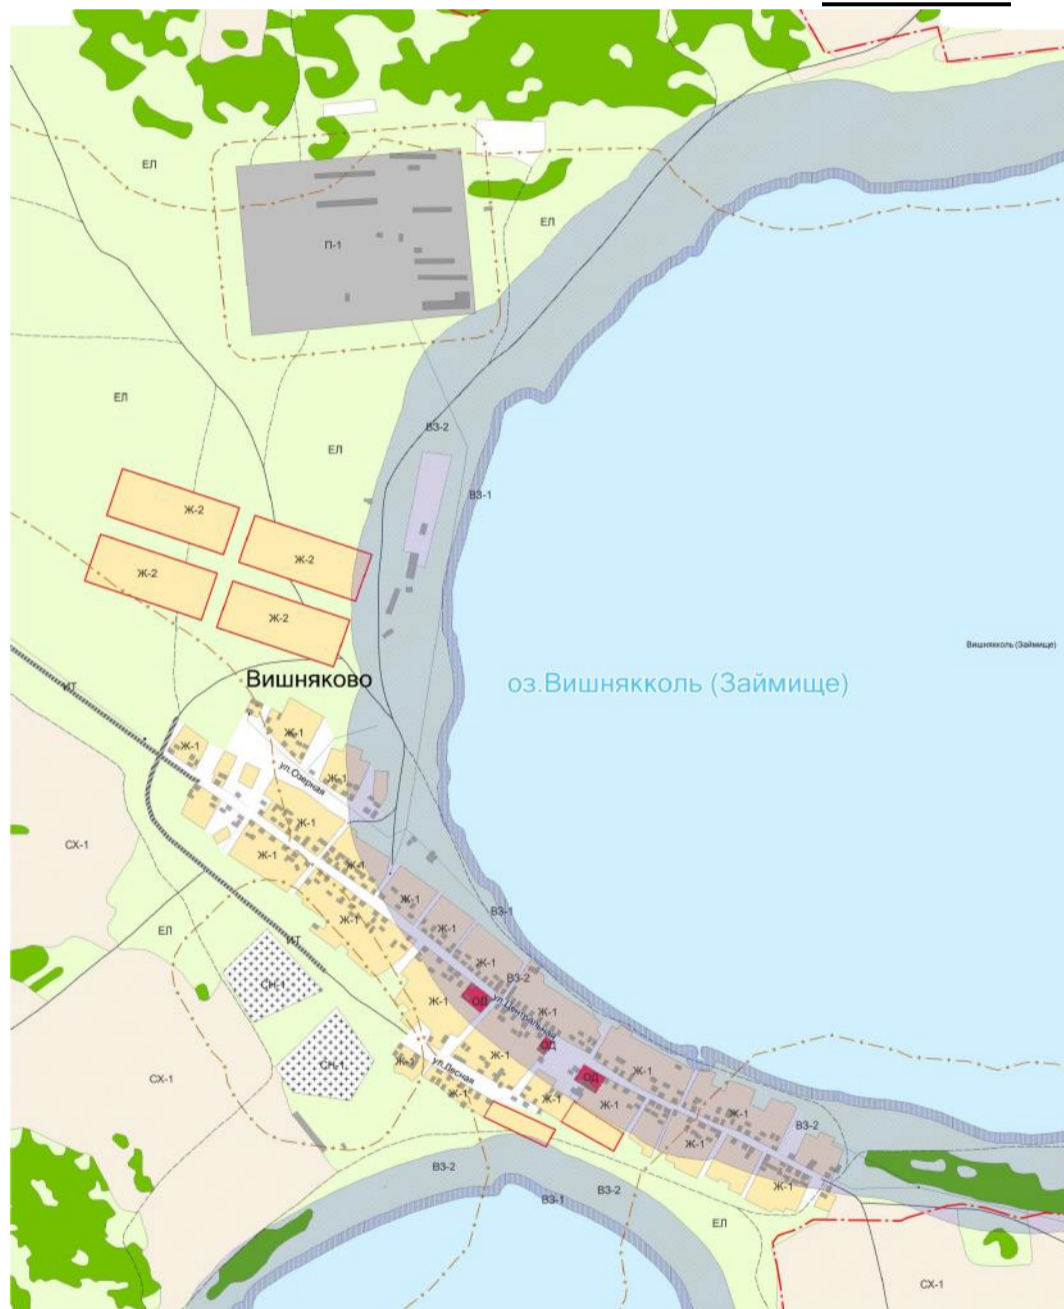 ЕЛ
ЕЛ
П-1
ЕЛ
ВЗ-2
ЕЛ
ВЗ-1
Ж-2
Ж-2
Ж-2
Ж-2
Вишнякколь (Займище)
Вишняково
оз.Вишнякколь (Займище)
ИТ
Ж-1
Ж-1
ул.Озерная
Ж-1
Ж-1
СХ-1
Ж-1
Ж-1
Ж-1
ВЗ-1
Ж-1
Ж-1
ЕЛ
ИТ
Ж-1
ВЗ-2
СН-1
Ж-1
ОД
ул.Центральная
Ж-1
ОД
Ж-1
Ж-1
СН-1
ул.Лесная
Ж-1
ОД
СХ-1
Ж-1
Ж-1
Ж-1
Ж-1
ВЗ-2
Ж-1
ВЗ-2
Ж-1
ВЗ-2
ВЗ-1
ЕЛ
СХ-1